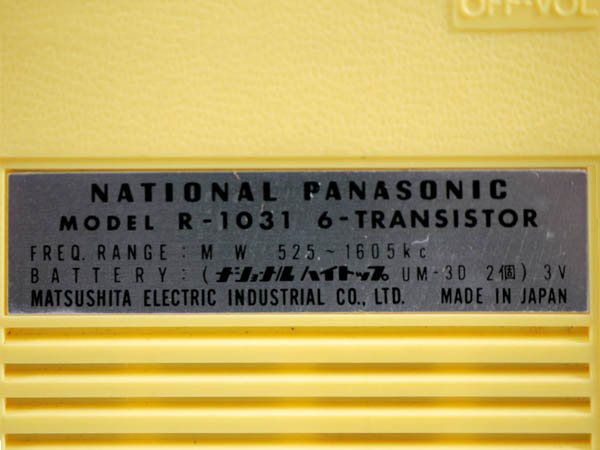 OFF-VOL
NATIONAL PANASONIC
MODEL R-1031 6-TRANSISTOR
FREQ. RANGE : M W 525 ~ 1605kc
BATTERY : (ナショナル ハイトップ UM-3D 2個) 3V
MATSUSHITA ELECTRIC INDUSTRIAL CO., LTD. MADE IN JAPAN